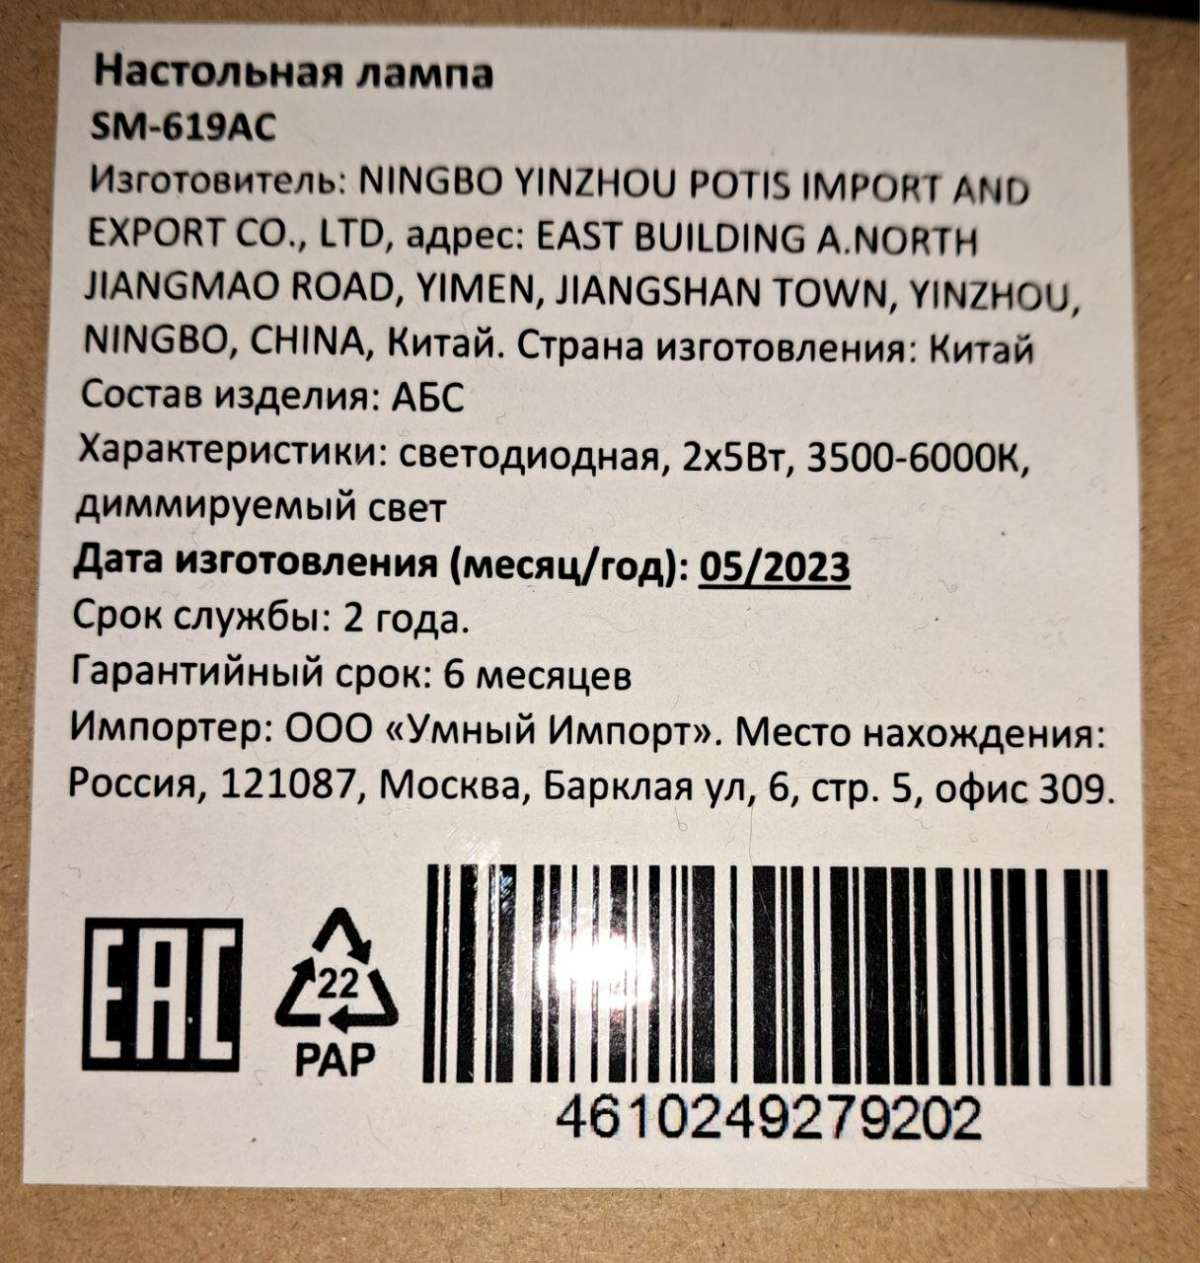 Настольная лампа
SM-619AC
Изготовитель: NINGBO YINZHOU POTIS IMPORT AND
EXPORT CO., LTD, адрес: EAST BUILDING A.NORTH
JIANGMAO ROAD, YIMEN, JIANGSHAN TOWN, YINZHOU,
NINGBO, CHINA, Китай. Страна изготовления: Китай
Состав изделия: АБС
Характеристики: светодиодная, 2х5Вт, 3500-6000К,
диммируемый свет
Дата изготовления (месяц/год): 05/2023
Срок службы: 2 года.
Гарантийный срок: 6 месяцев
Импортер: ООО «Умный Импорт». Место нахождения:
Россия, 121087, Москва, Барклая ул, 6, стр. 5, офис 309.
EAC
22
PAP
4610249279202